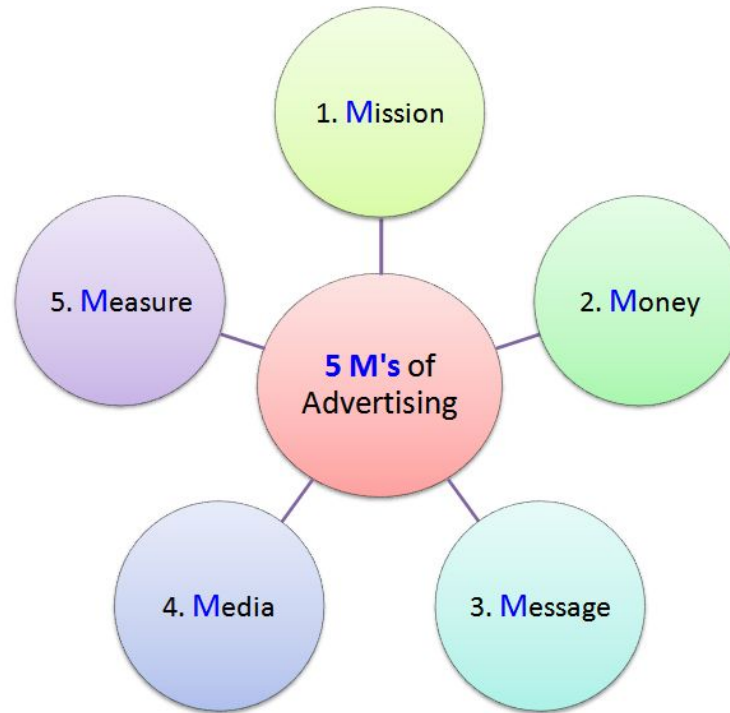 1. Mission
5. Measure
2. Money
5 M's of
Advertising
4. Media
3. Message